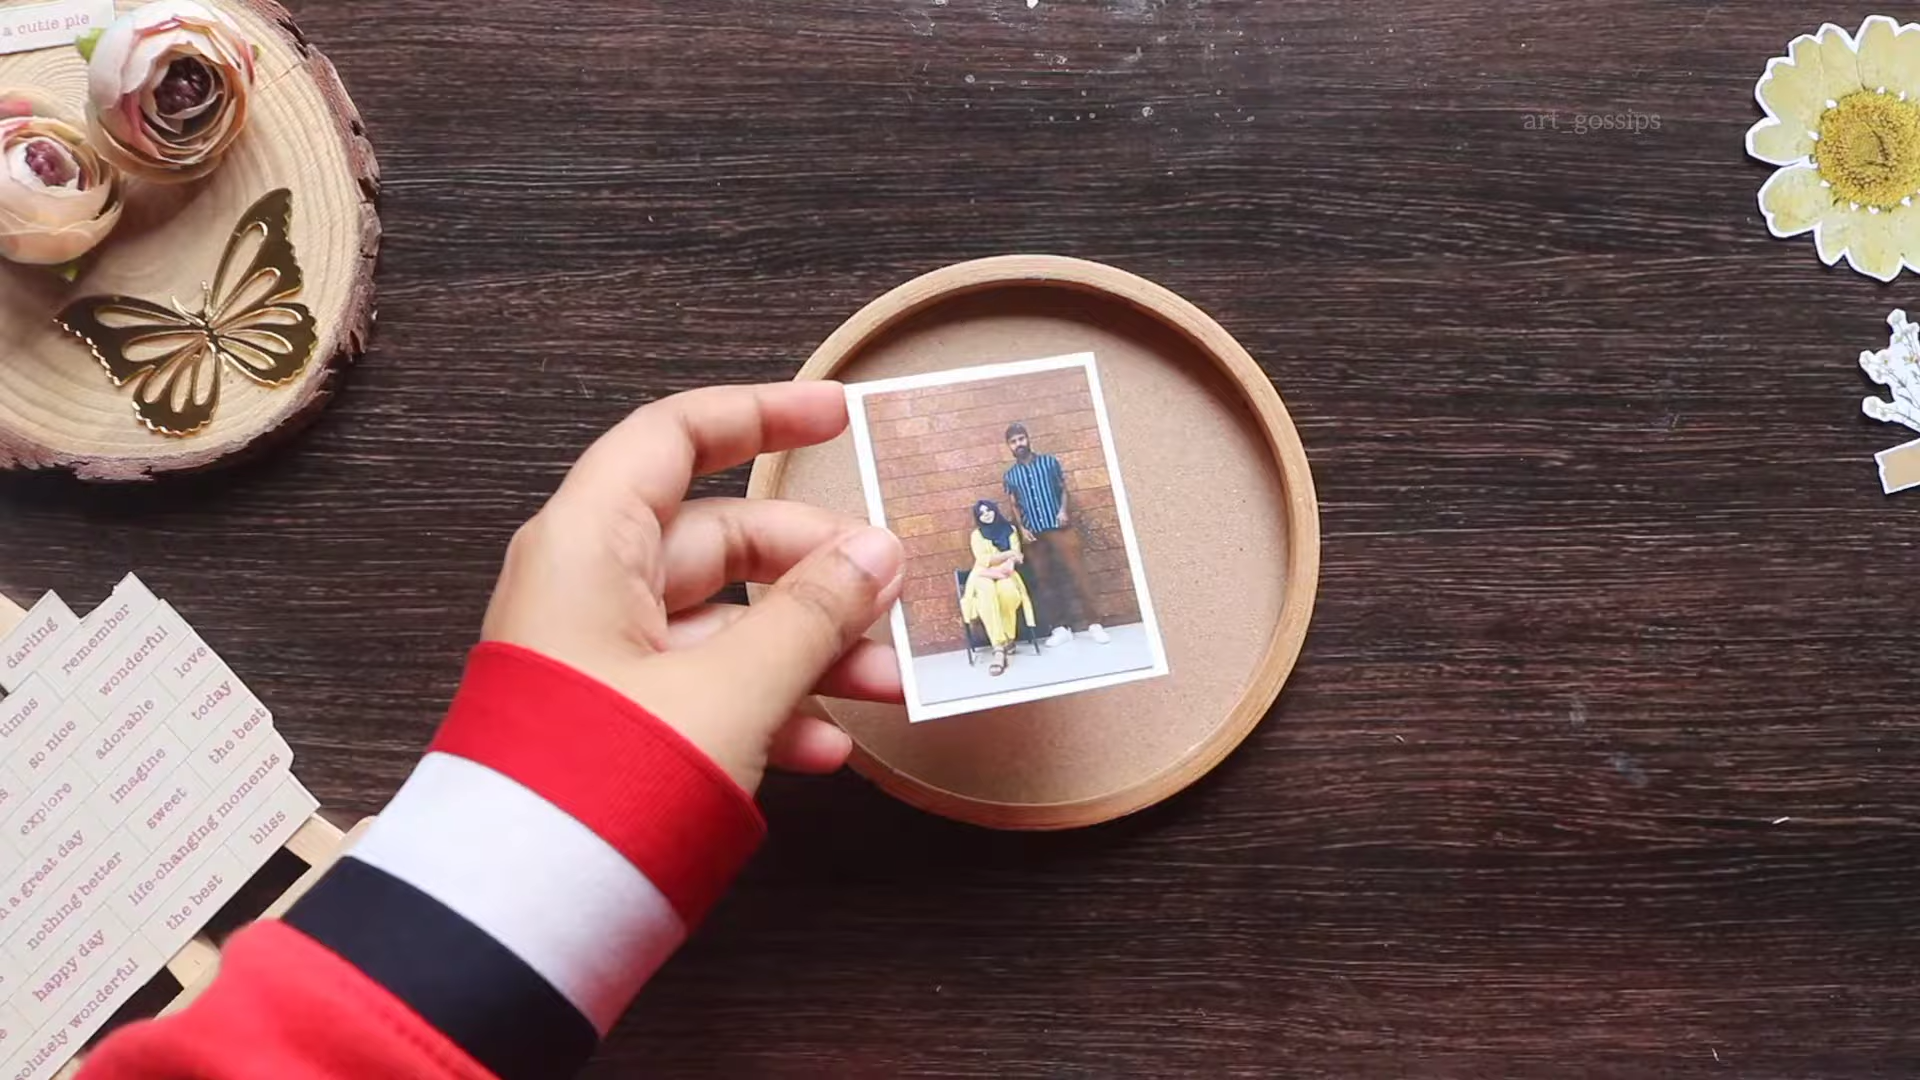 a cutie pie
art_gossips
darling
remember
wonderful
love
times
so nice
adorable
today
explore
imagine
the best
a great day
sweet
nothing better
life-changing moments
happy day
the best
bliss
solutely wonderful